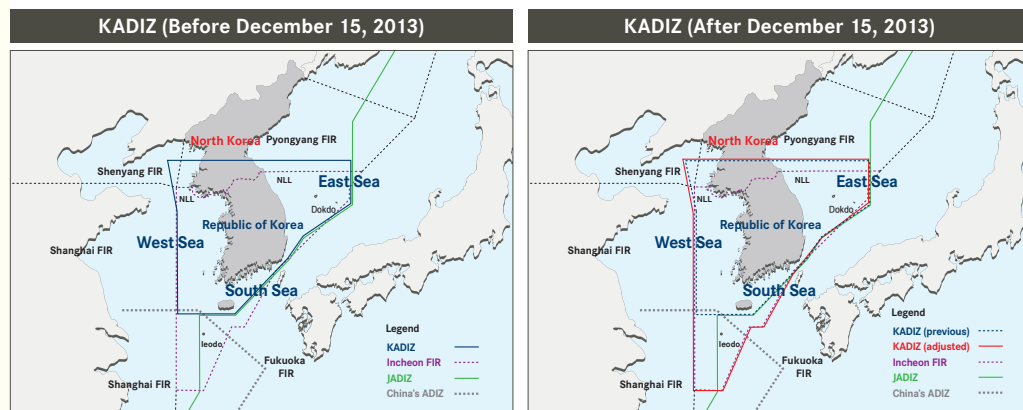 KADIZ (Before December 15, 2013)
North Korea
Pyongyang FIR
Shenyang FIR
NLL
East Sea
NLL
Dokdo
Republic of Korea
West Sea
Shanghai FIR
South Sea
Legend
KADIZ
Incheon FIR
JADIZ
China's ADIZ
Ieodo
Fukuoka
FIR
Shanghai FIR
KADIZ (After December 15, 2013)
North Korea
Pyongyang FIR
Shenyang FIR
NLL
East Sea
NLL
Dokdo
Republic of Korea
West Sea
Shanghai FIR
South Sea
Legend
KADIZ (previous)
KADIZ (adjusted)
Incheon FIR
JADIZ
China's ADIZ
Ieodo
Fukuoka
FIR
Shanghai FIR